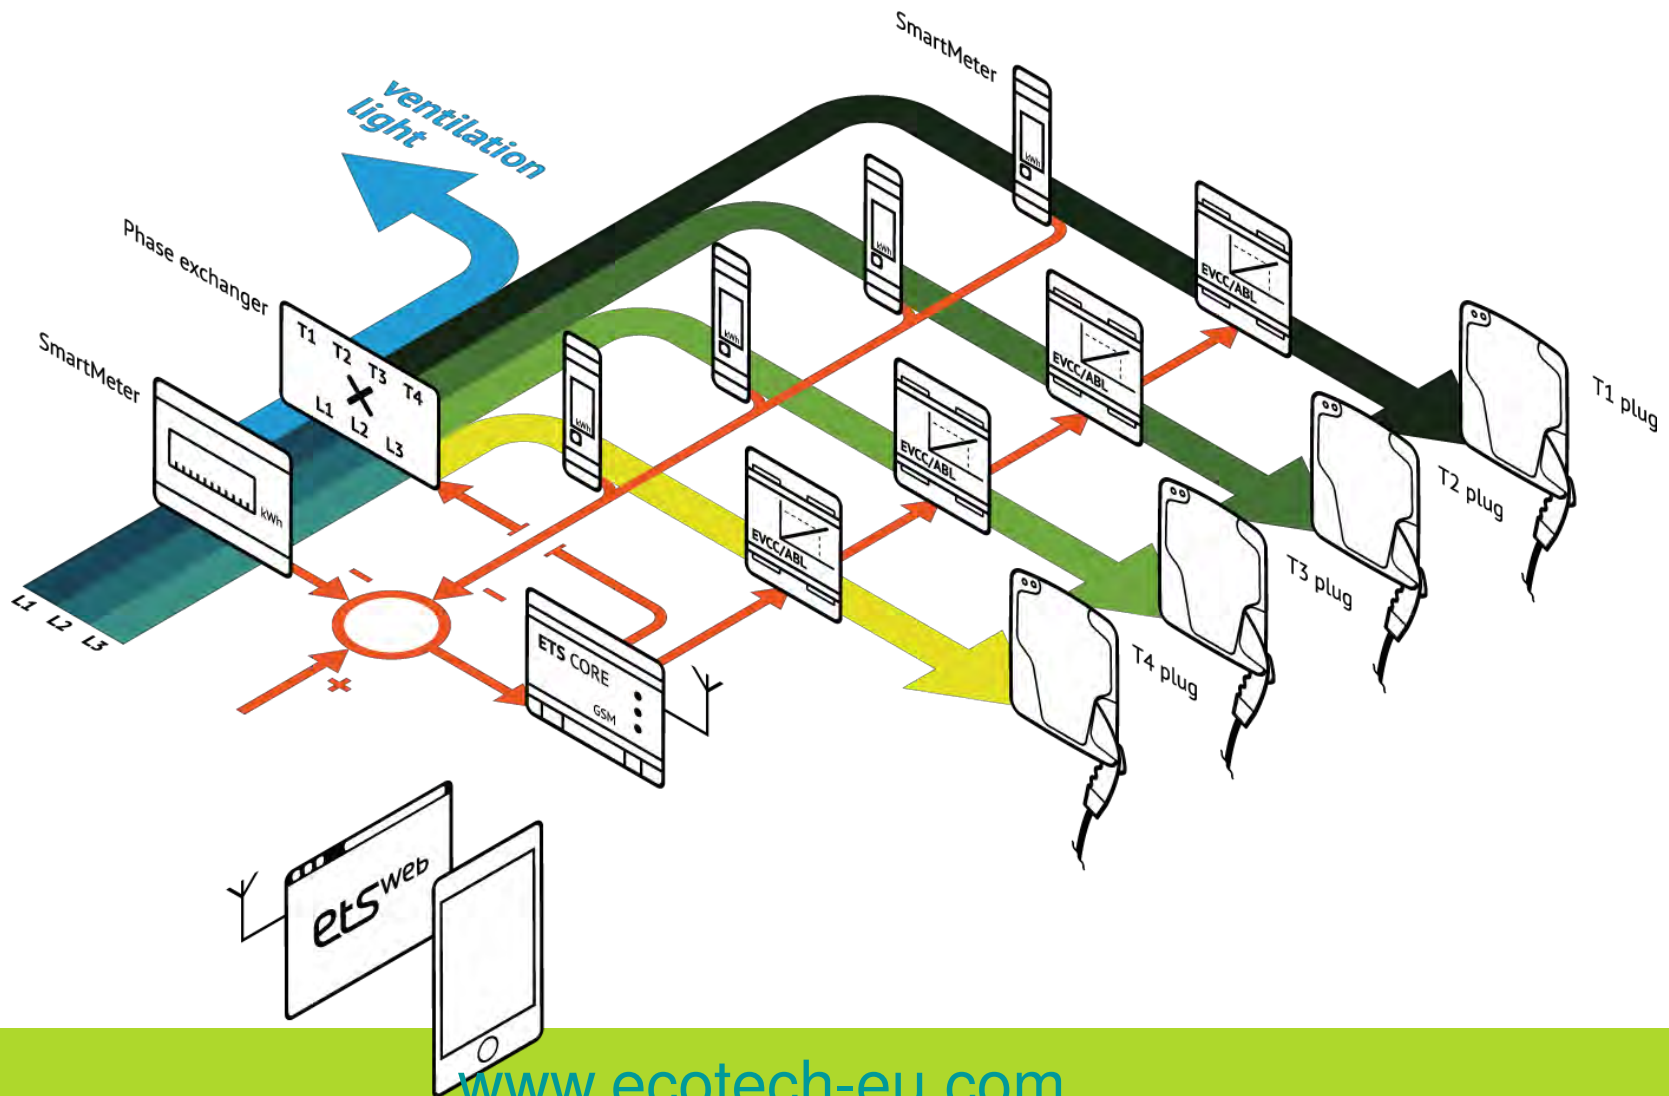 SmartMeter
ventilation
light
Phase exchanger
SmartMeter
T1 T2 T3 T4
L1 L2 L3
kWh
L1 L2 L3
kWh
kWh
kWh
kWh
EVCC/ABL
EVCC/ABL
EVCC/ABL
EVCC/ABL
T1 plug
T2 plug
T3 plug
T4 plug
ETS CORE
GSM
-
-
+
ets web
www.ecotech-eu.com